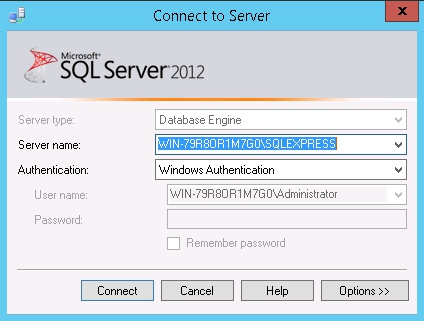 Connect to Server
x
Microsoft
SQL Server 2012
Server type: Database Engine
Server name: WIN-79R8OR1M7G0\SQLEXPRESS
Authentication: Windows Authentication
User name: WIN-79R8OR1M7G0\Administrator
Password:
Remember password
Connect Cancel Help Options >>